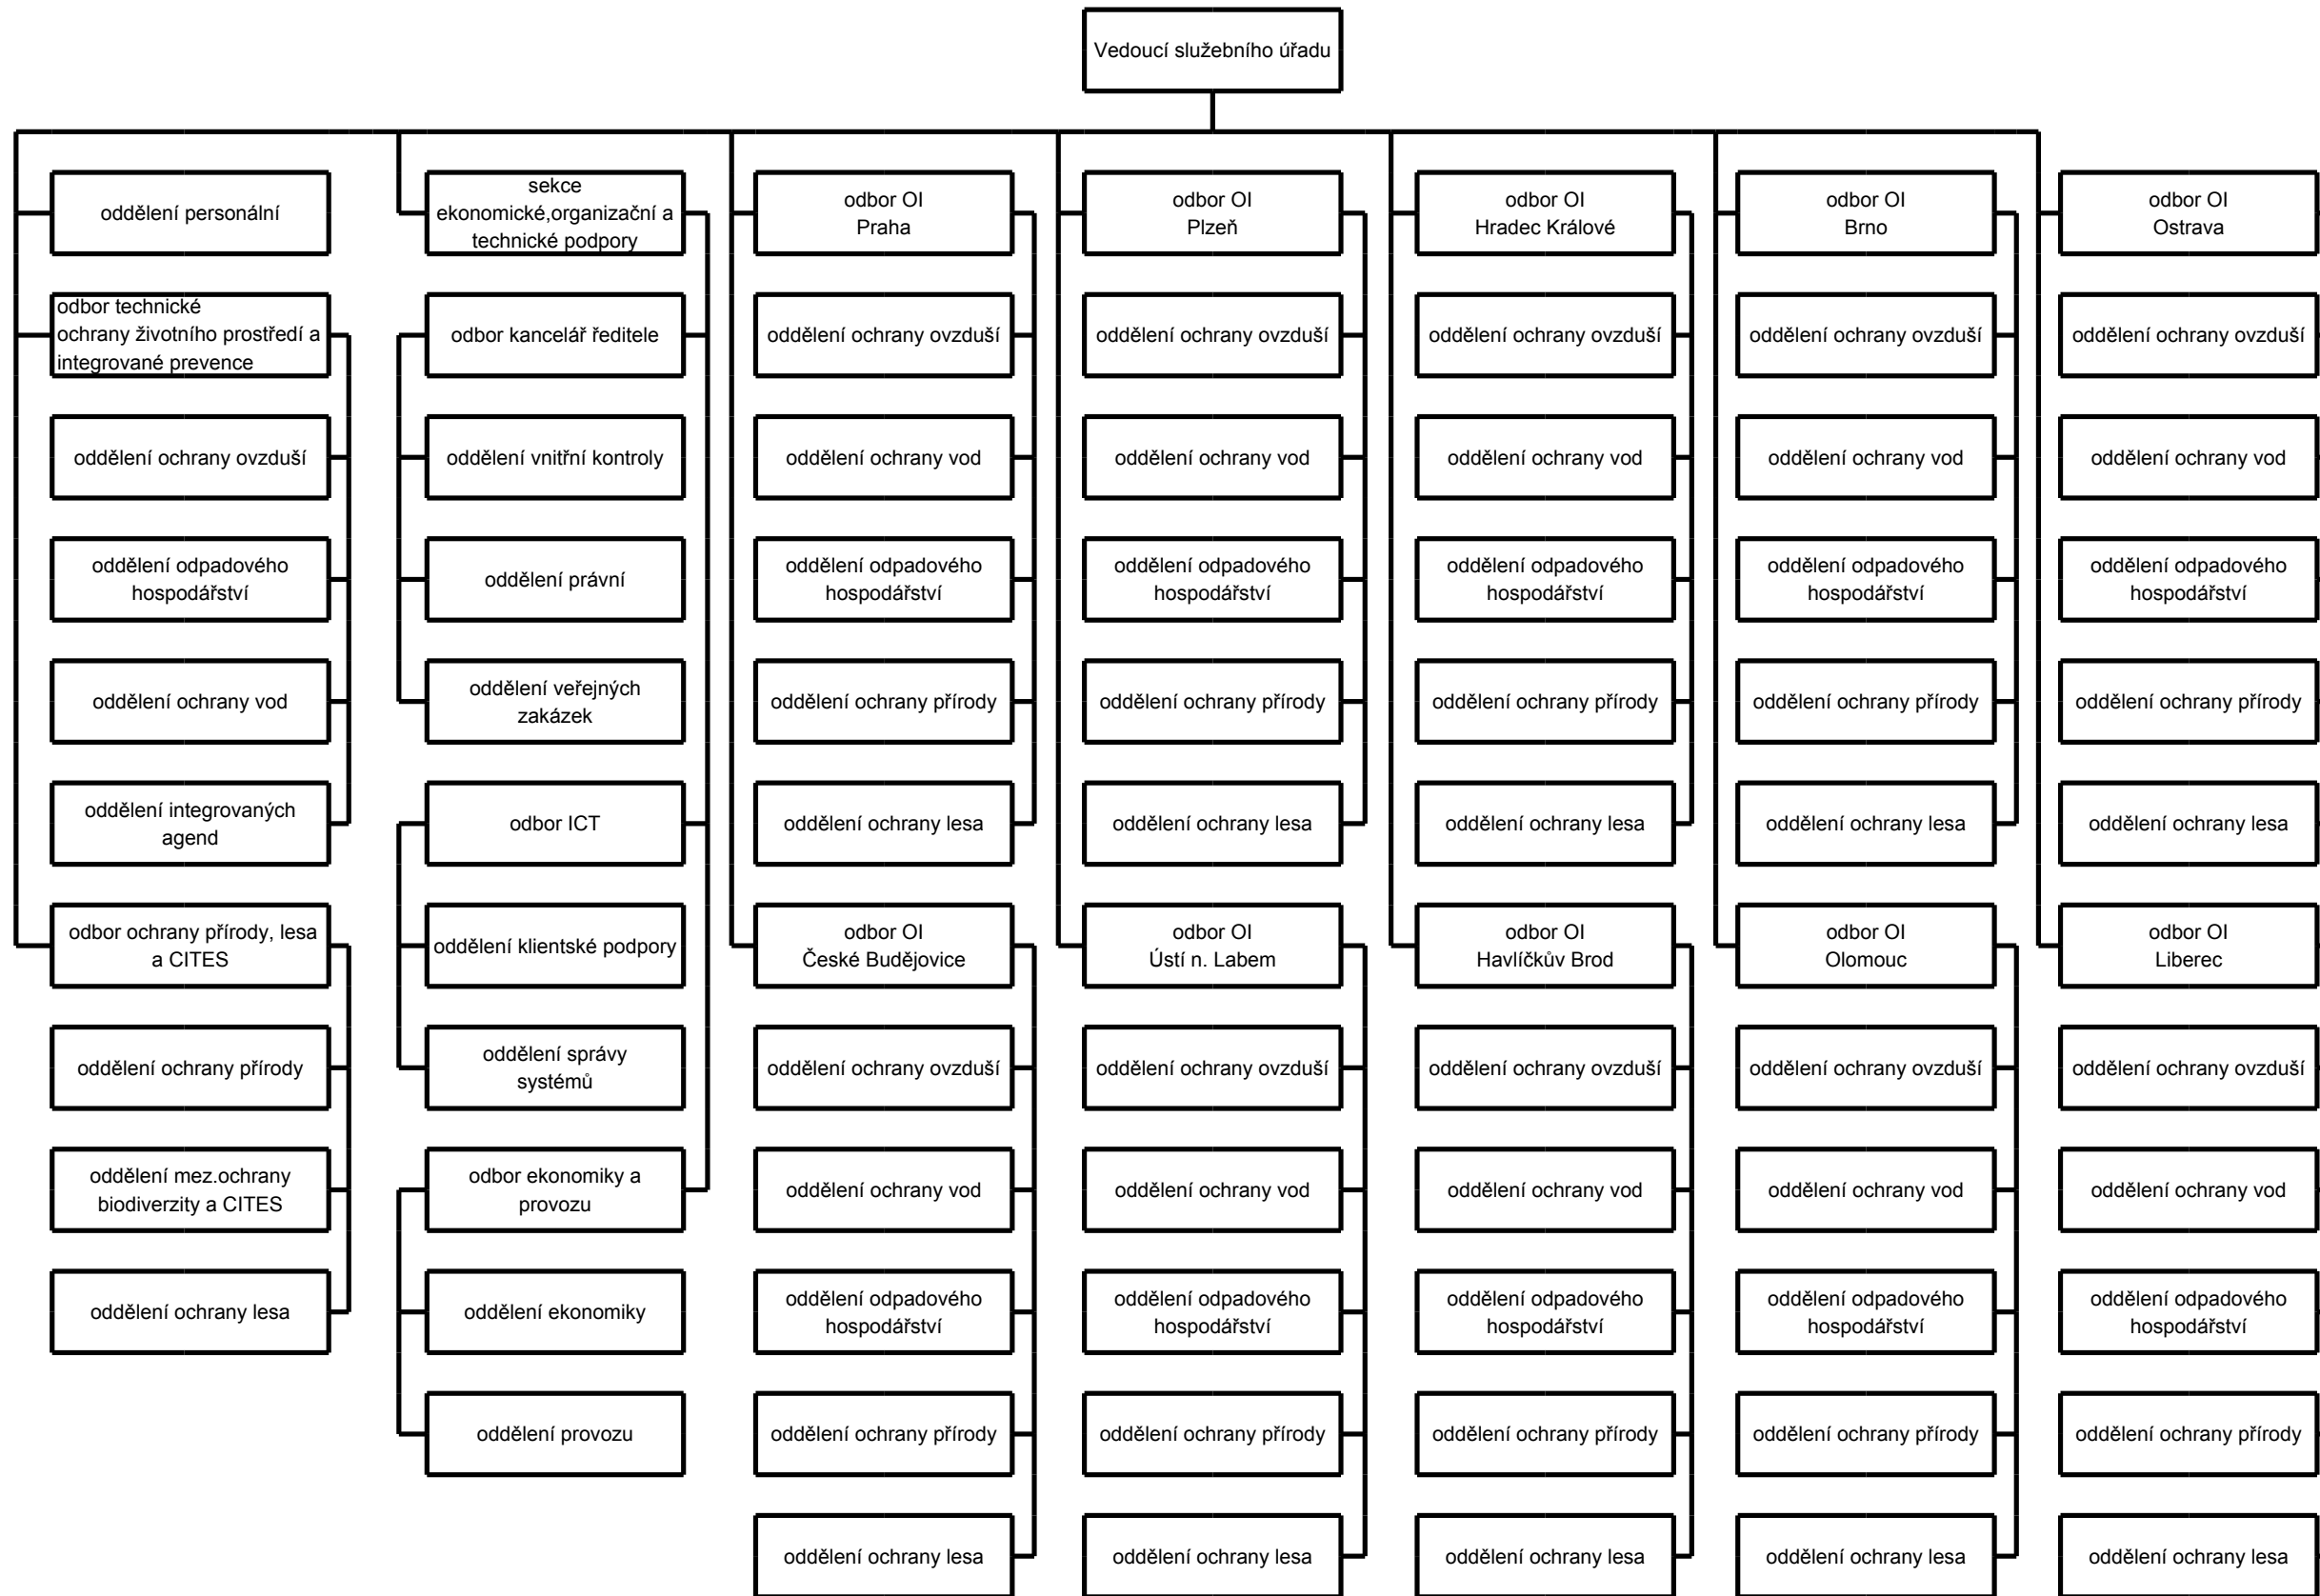 Vedoucí služebního úřadu
oddělení personální
odbor technické
ochrany životního prostředí a
integrované prevence
oddělení ochrany ovzduší
oddělení odpadového
hospodářství
oddělení ochrany vod
oddělení integrovaných
agend
odbor ochrany přírody, lesa
a CITES
oddělení ochrany přírody
oddělení mez.ochrany
biodiverzity a CITES
oddělení ochrany lesa
sekce
ekonomické,organizační a
technické podpory
odbor kancelář ředitele
oddělení vnitřní kontroly
oddělení právní
oddělení veřejných
zakázek
odbor ICT
oddělení klientské podpory
oddělení správy
systémů
odbor ekonomiky a
provozu
oddělení ekonomiky
oddělení provozu
odbor OI
Praha
oddělení ochrany ovzduší
oddělení ochrany vod
oddělení odpadového
hospodářství
oddělení ochrany přírody
oddělení ochrany lesa
odbor OI
České Budějovice
oddělení ochrany ovzduší
oddělení ochrany vod
oddělení odpadového
hospodářství
oddělení ochrany přírody
oddělení ochrany lesa
odbor OI
Plzeň
oddělení ochrany ovzduší
oddělení ochrany vod
oddělení odpadového
hospodářství
oddělení ochrany přírody
oddělení ochrany lesa
odbor OI
Ústí n. Labem
oddělení ochrany ovzduší
oddělení ochrany vod
oddělení odpadového
hospodářství
oddělení ochrany přírody
oddělení ochrany lesa
odbor OI
Hradec Králové
oddělení ochrany ovzduší
oddělení ochrany vod
oddělení odpadového
hospodářství
oddělení ochrany přírody
oddělení ochrany lesa
odbor OI
Havlíčkův Brod
oddělení ochrany ovzduší
oddělení ochrany vod
oddělení odpadového
hospodářství
oddělení ochrany přírody
oddělení ochrany lesa
odbor OI
Brno
oddělení ochrany ovzduší
oddělení ochrany vod
oddělení odpadového
hospodářství
oddělení ochrany přírody
oddělení ochrany lesa
odbor OI
Olomouc
oddělení ochrany ovzduší
oddělení ochrany vod
oddělení odpadového
hospodářství
oddělení ochrany přírody
oddělení ochrany lesa
odbor OI
Ostrava
oddělení ochrany ovzduší
oddělení ochrany vod
oddělení odpadového
hospodářství
oddělení ochrany přírody
oddělení ochrany lesa
odbor OI
Liberec
oddělení ochrany ovzduší
oddělení ochrany vod
oddělení odpadového
hospodářství
oddělení ochrany přírody
oddělení ochrany lesa